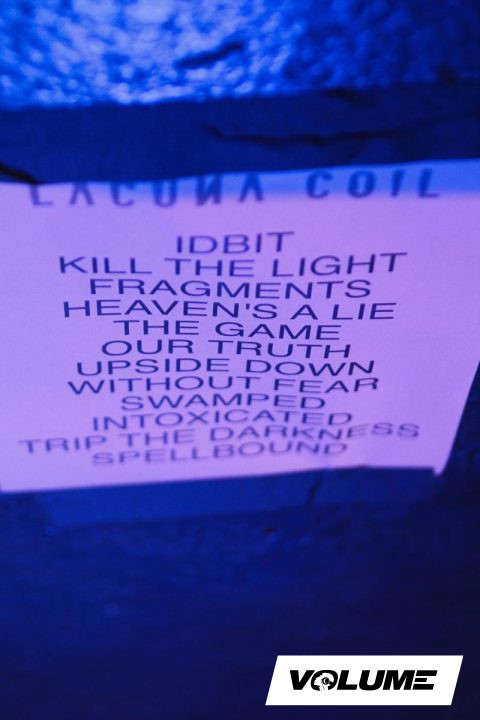 LACUNA COIL
IDBIT
KILL THE LIGHT
FRAGMENTS
HEAVEN'S A LIE
THE GAME
OUR TRUTH
UPSIDE DOWN
WITHOUT FEAR
SWAMPED
INTOXICATED
TRIP THE DARKNESS
SPELLBOUND
VOLUME